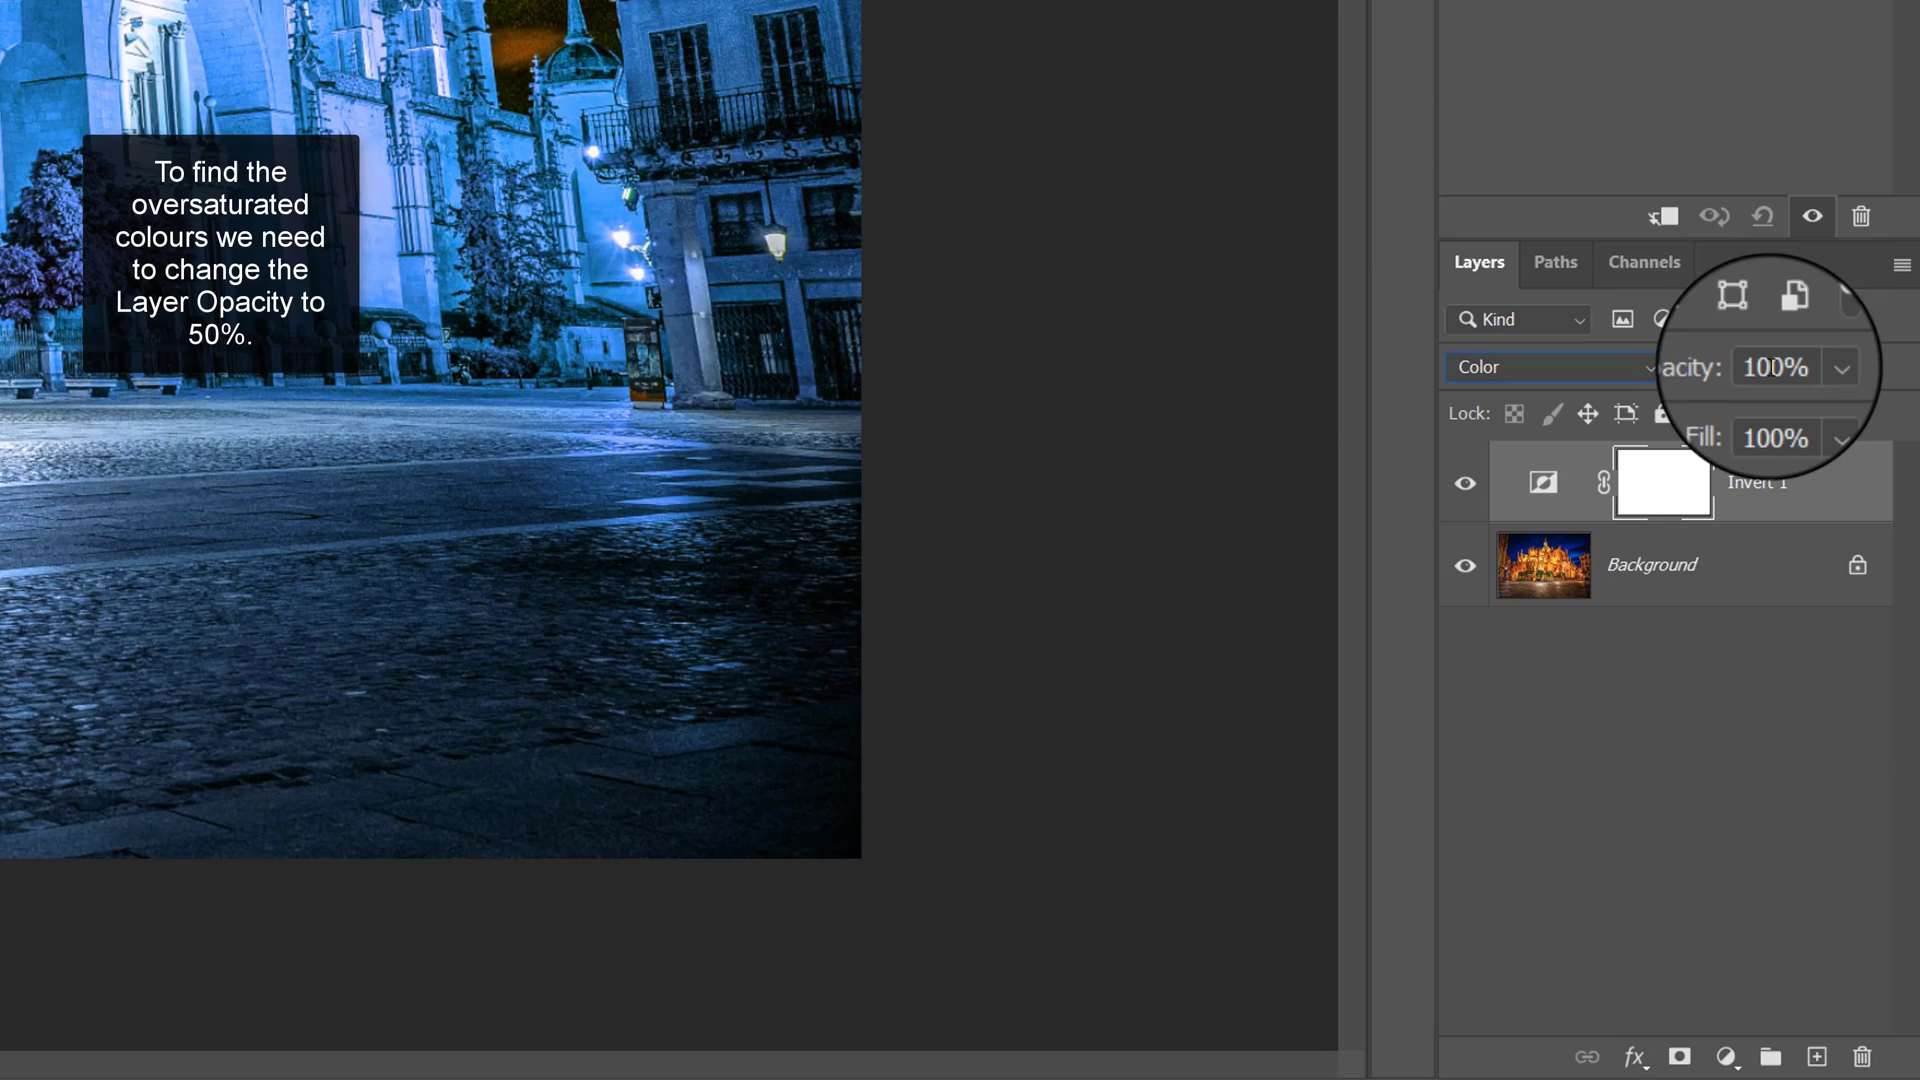 To find the
oversaturated
colours we need
to change the
Layer Opacity to
50%.
Layers Paths Channels
Kind
Color acity: 100%
Lock: Fill: 100%
Invert 1
Background
fx